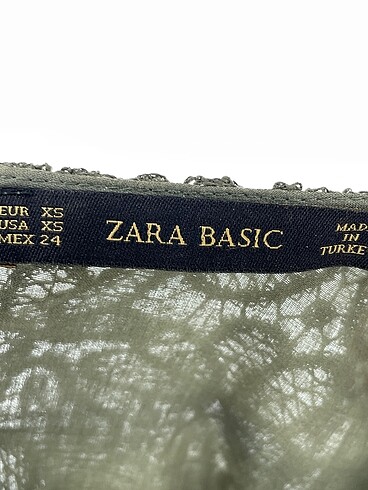 EUR XS
USA XS
MEX 24
ZARA BASIC
MADE
IN
TURKEY